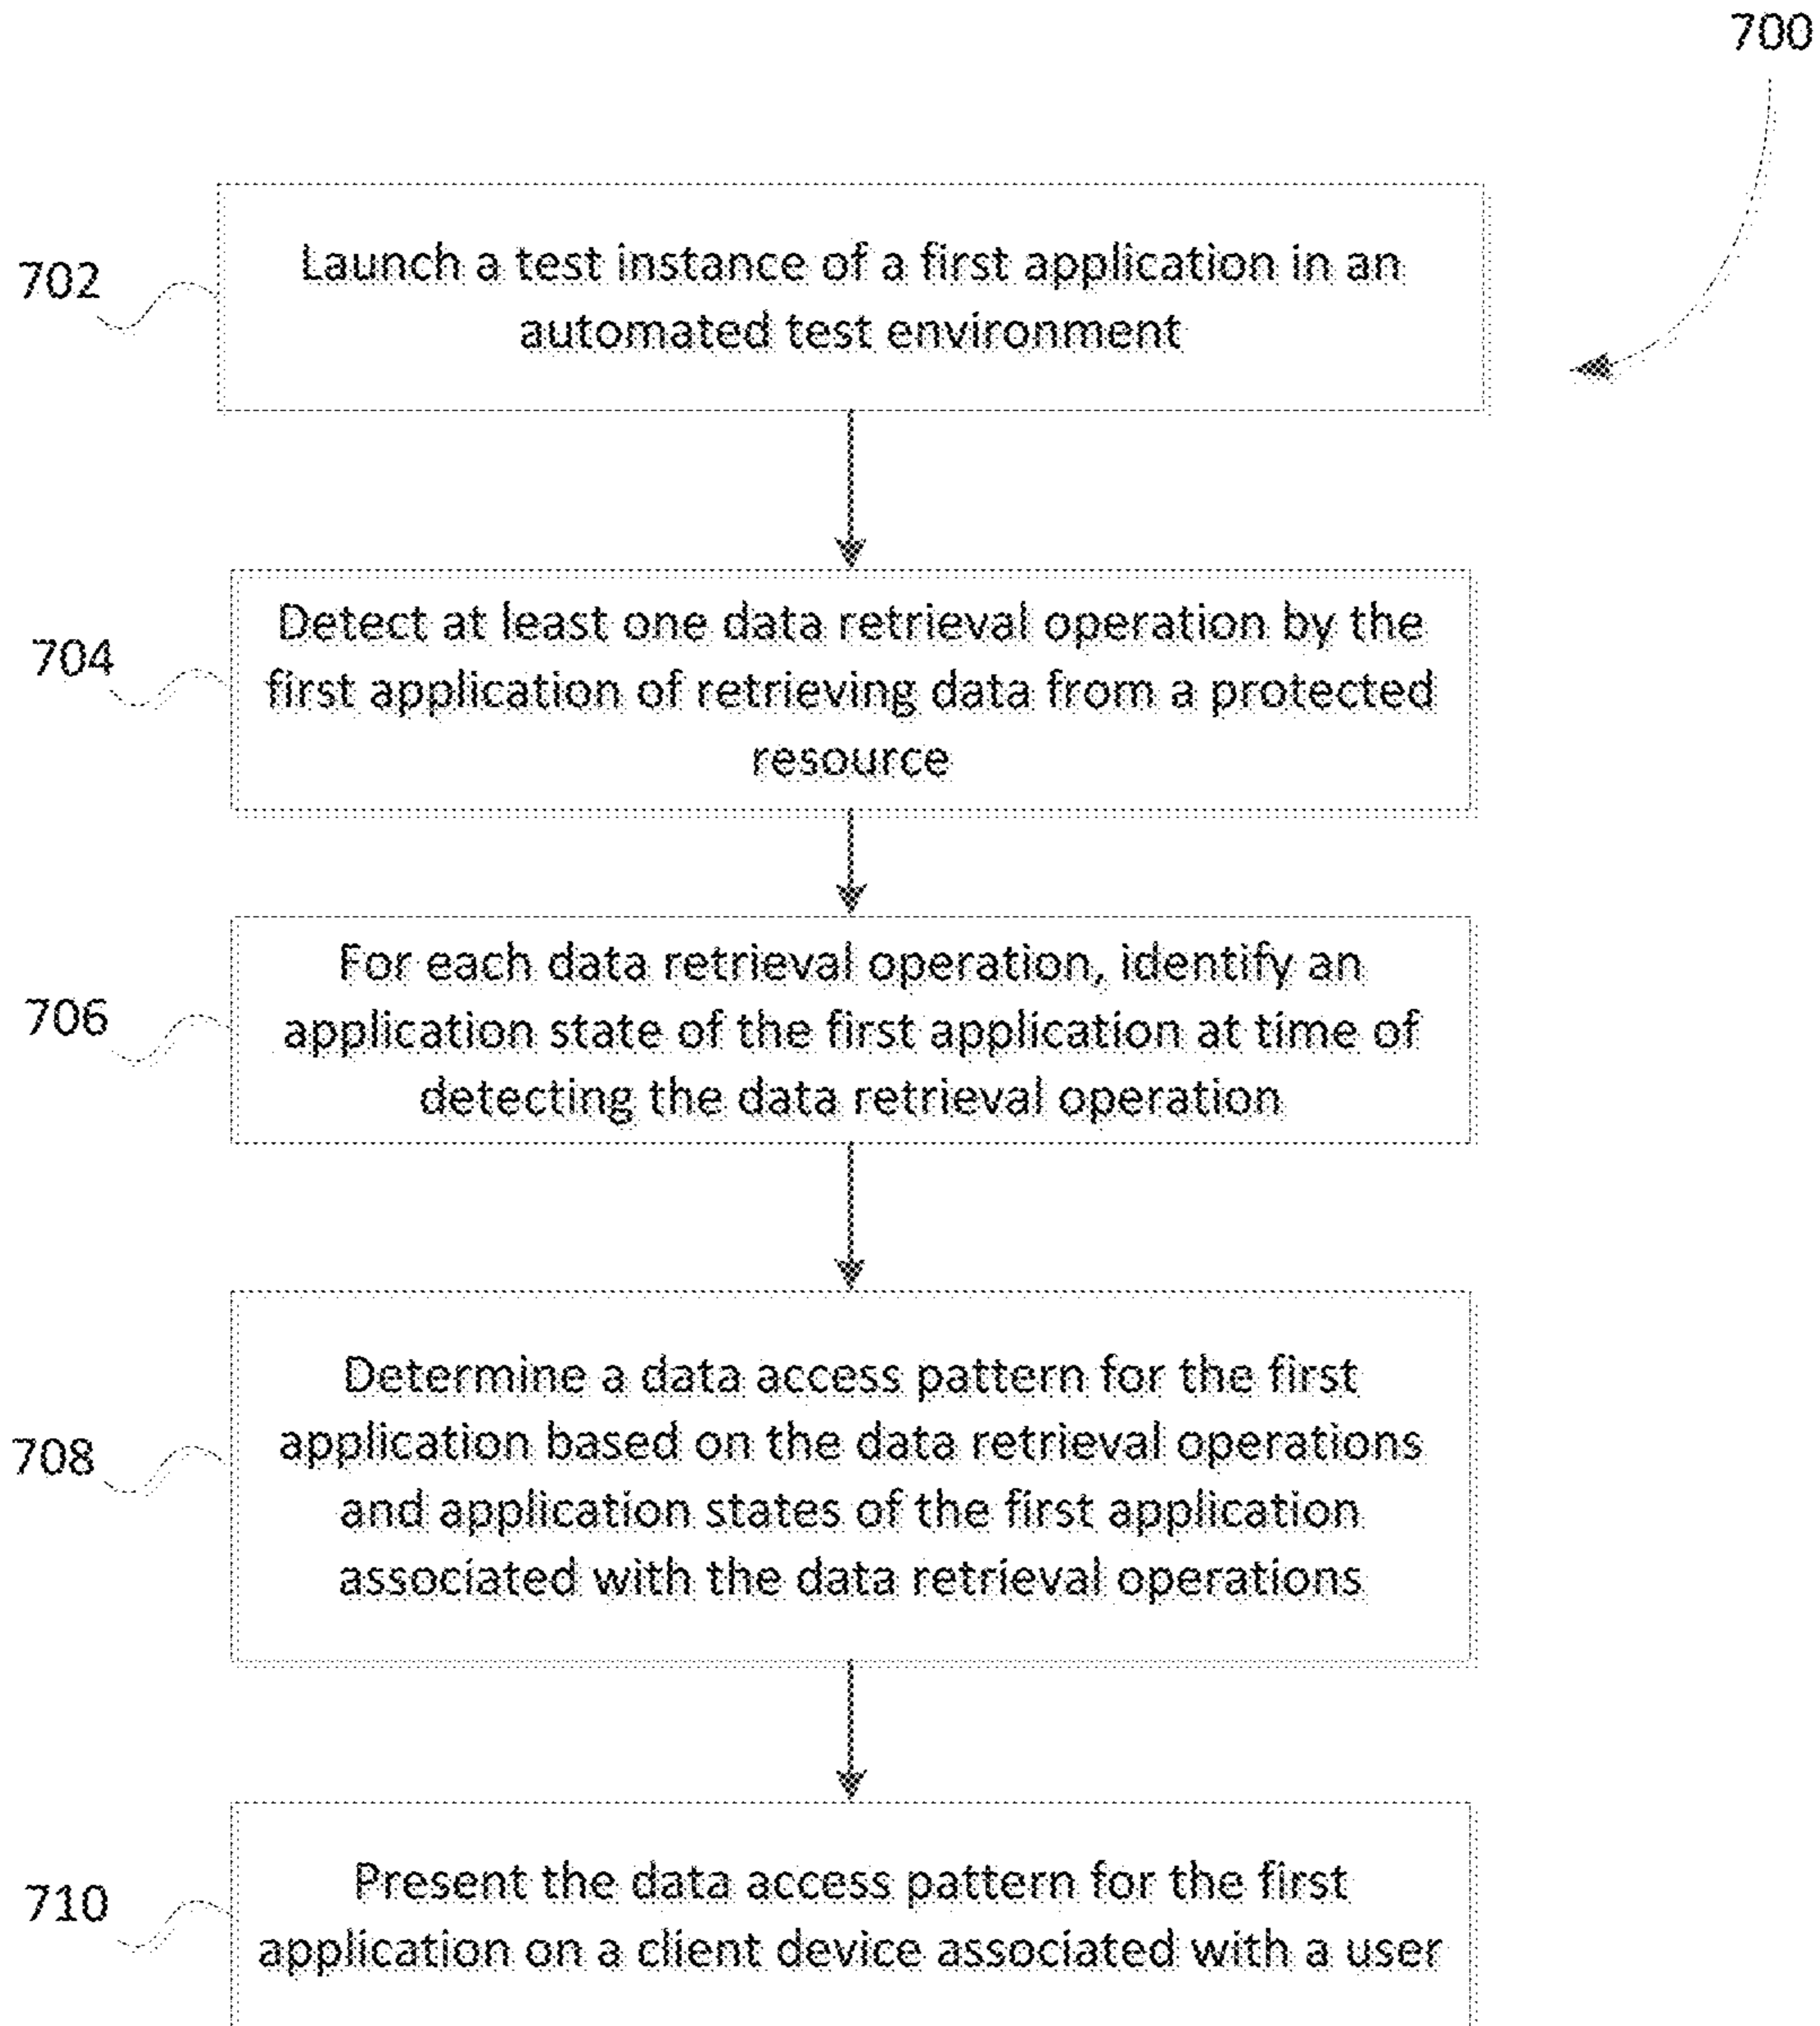 700
702
Launch a test instance of a first application in an
automated test environment
704
Detect at least one data retrieval operation by the
first application of retrieving data from a protected
resource
706
For each data retrieval operation, identify an
application state of the first application at time of
detecting the data retrieval operation
708
Determine a data access pattern for the first
application based on the data retrieval operations
and application states of the first application
associated with the data retrieval operations
710
Present the data access pattern for the first
application on a client device associated with a user